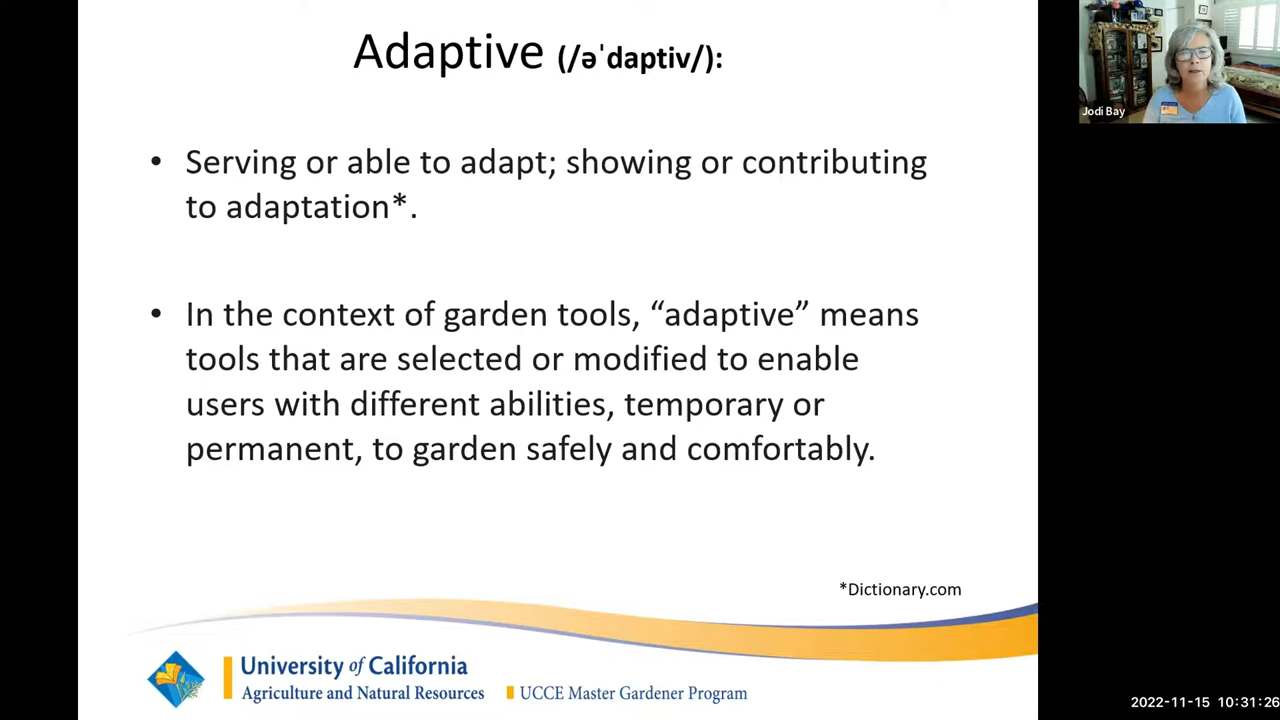 Adaptive (/əˈdaptiv/):
• Serving or able to adapt; showing or contributing
to adaptation*.
• In the context of garden tools, “adaptive” means
tools that are selected or modified to enable
users with different abilities, temporary or
permanent, to garden safely and comfortably.
*Dictionary.com
University of California
Agriculture and Natural Resources
UCCE Master Gardener Program
Jodi Bay
2022-11-15 10:31:26